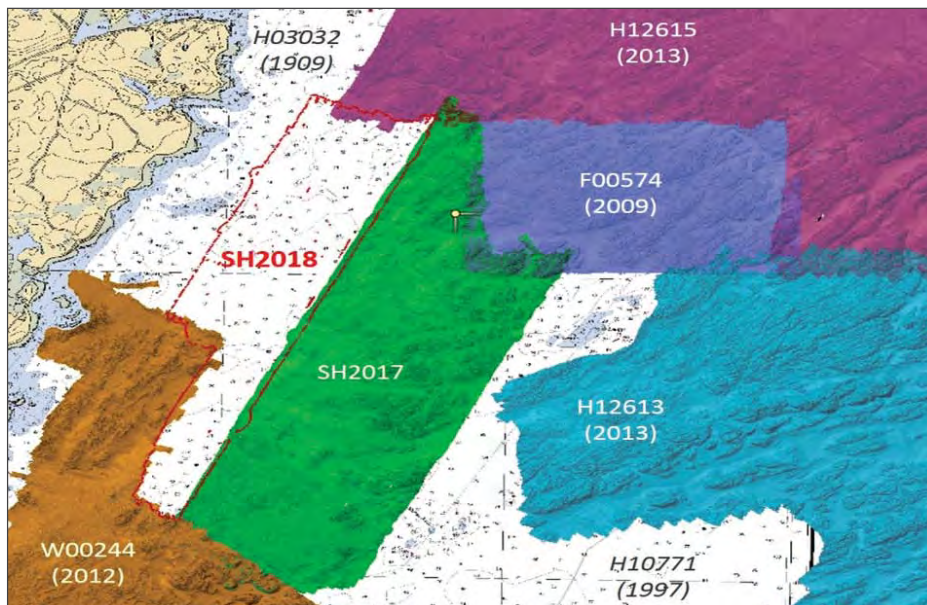 H03032
(1909)
H12615
(2013)
F00574
(2009)
SH2018
SH2017
H12613
(2013)
W00244
(2012)
H10771
(1997)